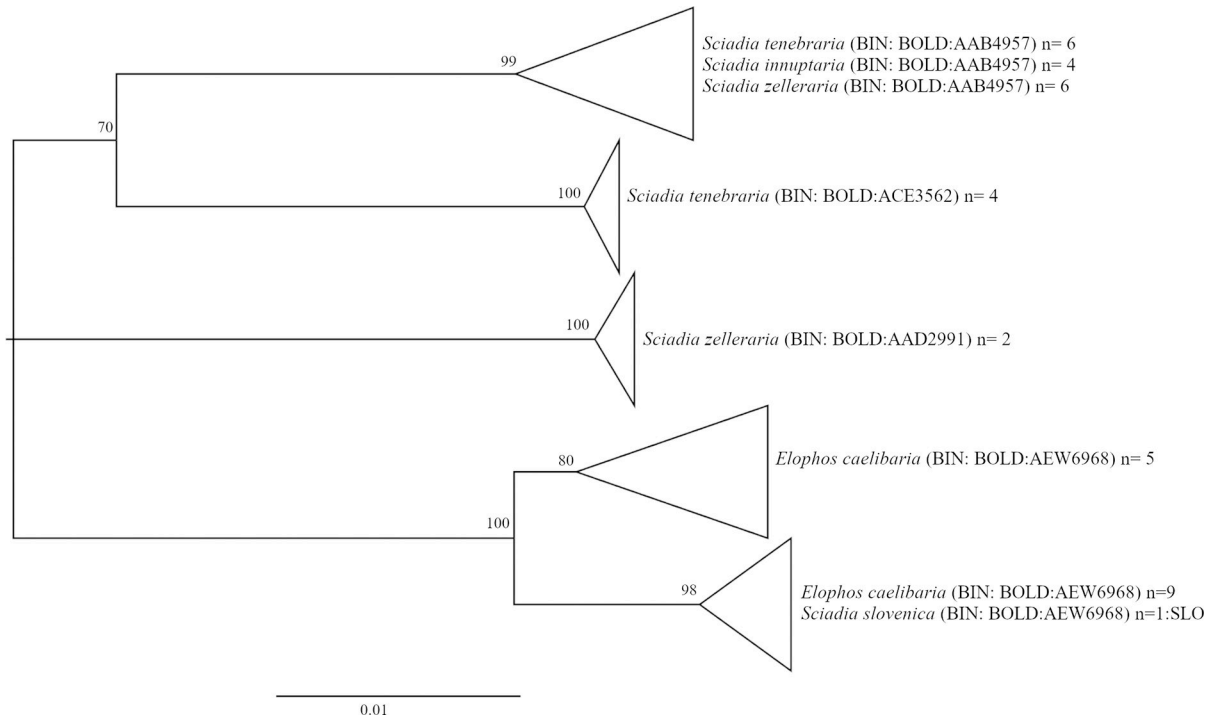 99
Sciadia tenebraria (BIN: BOLD:AAB4957) n= 6
Sciadia innuptaria (BIN: BOLD:AAB4957) n= 4
Sciadia zelleraria (BIN: BOLD:AAB4957) n= 6
70
100
Sciadia tenebraria (BIN: BOLD:ACE3562) n= 4
100
Sciadia zelleraria (BIN: BOLD:AAD2991) n= 2
80
Elophos caelibaria (BIN: BOLD:AEW6968) n= 5
100
98
Elophos caelibaria (BIN: BOLD:AEW6968) n=9
Sciadia slovenica (BIN: BOLD:AEW6968) n=1:SLO
0.01